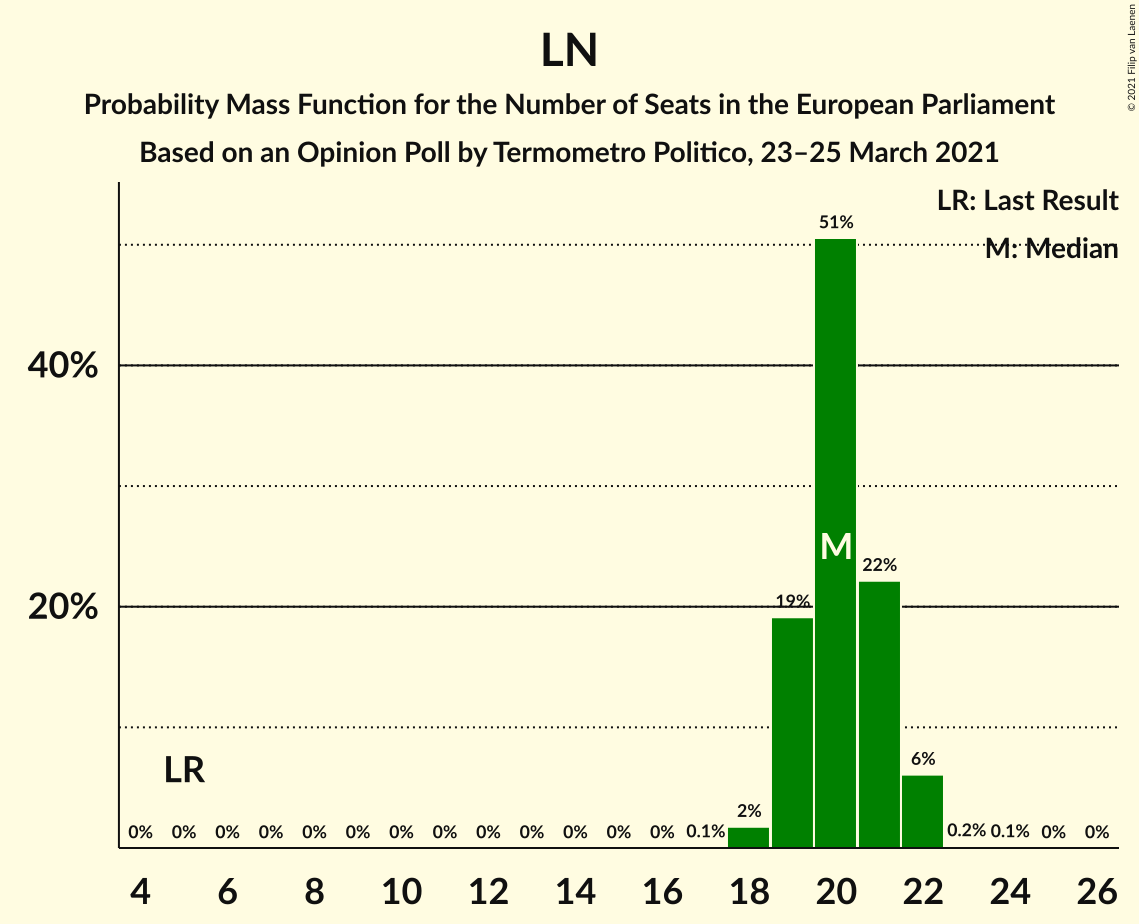 LN
Probability Mass Function for the Number of Seats in the European Parliament
Based on an Opinion Poll by Termometro Politico, 23–25 March 2021
© 2021 Filip van Laenen
LR: Last Result
M: Median
51%
40%
M
22%
20%
19%
LR
6%
2%
0% 0% 0% 0% 0% 0% 0% 0% 0% 0% 0% 0% 0% 0.1% 0.2% 0.1% 0% 0%
4 6 8 10 12 14 16 18 20 22 24 26